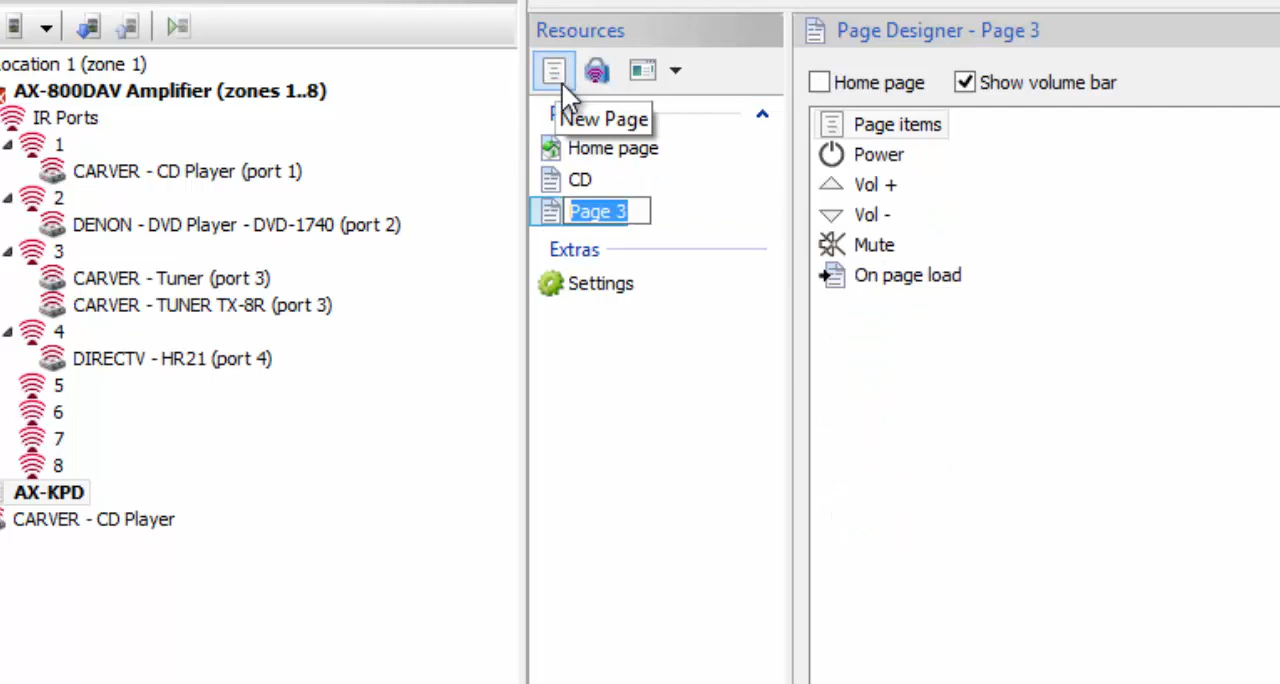 ocation 1 (zone 1)
AX-800DAV Amplifier (zones 1..8)
IR Ports
1
CARVER - CD Player (port 1)
2
DENON - DVD Player - DVD-1740 (port 2)
3
CARVER - Tuner (port 3)
CARVER - TUNER TX-8R (port 3)
4
DIRECTV - HR21 (port 4)
5
6
7
8
AX-KPD
CARVER - CD Player
Resources
New Page
Home page
CD
Page 3
Extras
Settings
Page Designer - Page 3
Home page
Show volume bar
Page items
Power
Vol +
Vol -
Mute
On page load